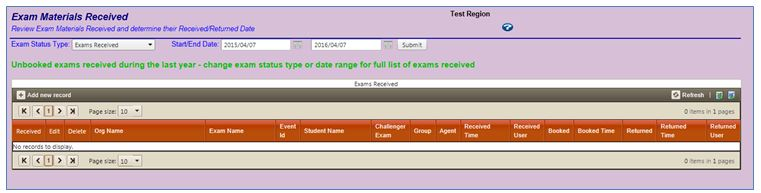 Exam Materials Received
Test Region
Review Exam Materials Received and determine their Received/Returned Date
Exam Status Type: Exams Received Start/End Date: 2015/04/07 2016/04/07 Submit
Unbooked exams received during the last year - change exam status type or date range for full list of exams received
Exams Received
Add new record Refresh
1 Page size: 10 0 items in 1 pages
Received Edit Delete Org Name Exam Name Event Id Student Name Challenger Exam Group Agent Received Time Received User Booked Booked Time Returned Returned Time Returned User
No records to display.
1 Page size: 10 0 items in 1 pages